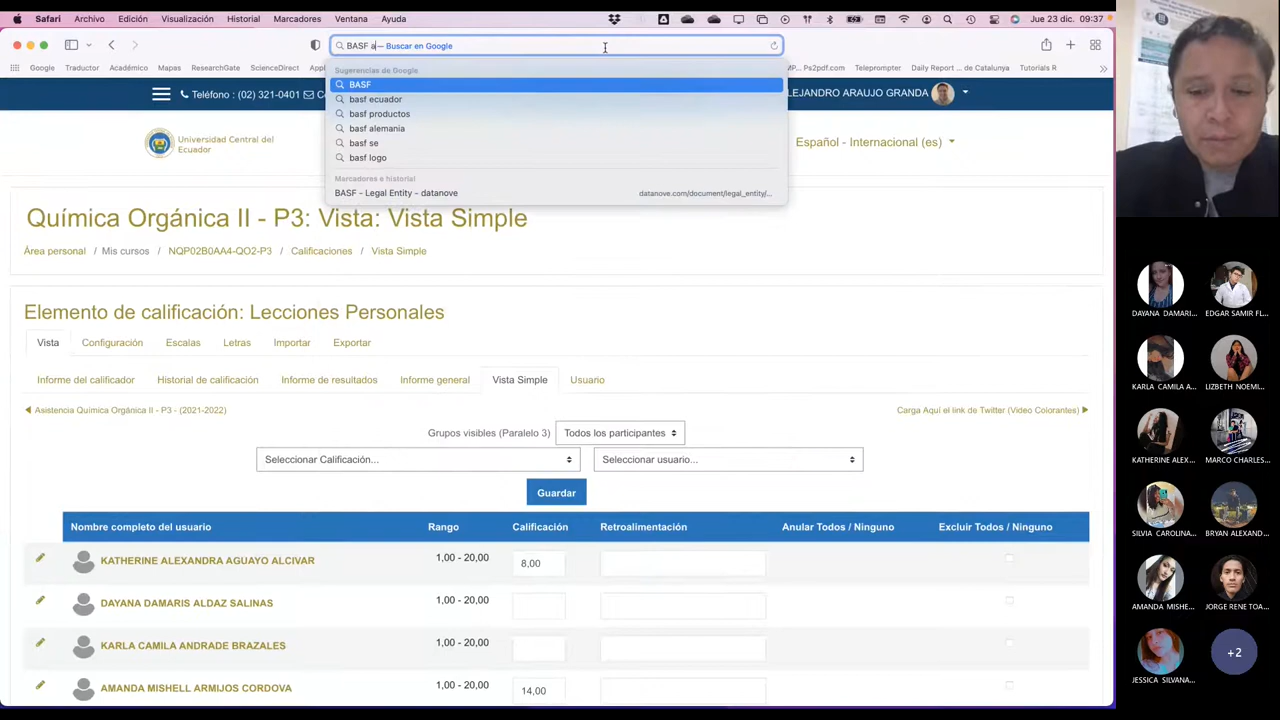 Safari Archivo Edición Visualización Historial Marcadores Ventana Ayuda Jue 23 dic. 09:37
BASF a — Buscar en Google
Google Traductor Académico Mapas ResearchGate ScienceDirect Ps2pdf.com Teleprompter Daily Report ...de Catalunya Tutorials R
Sugerencias de Google
BASF
basf ecuador
basf productos
basf alemania
basf se
basf logo
Marcadores e historial
BASF - Legal Entity - datanove datanove.com/document/legal_entity/...
Teléfono : (02) 321-0401 ALEJANDRO ARAUJO GRANDA
Universidad Central del
Ecuador
Español - Internacional (es)
Química Orgánica II - P3: Vista: Vista Simple
Área personal / Mis cursos / NQP02B0AA4-QO2-P3 / Calificaciones / Vista Simple
Elemento de calificación: Lecciones Personales
Vista Configuración Escalas Letras Importar Exportar
Informe del calificador Historial de calificación Informe de resultados Informe general Vista Simple Usuario
Asistencia Química Orgánica II - P3 - (2021-2022) Carga Aquí el link de Twitter (Video Colorantes)
Grupos visibles (Paralelo 3) Todos los participantes
Seleccionar Calificación... Seleccionar usuario...
Guardar
Nombre completo del usuario Rango Calificación Retroalimentación Anular Todos / Ninguno Excluir Todos / Ninguno
KATHERINE ALEXANDRA AGUAYO ALCIVAR 1,00 - 20,00 8,00
DAYANA DAMARIS ALDAZ SALINAS 1,00 - 20,00
KARLA CAMILA ANDRADE BRAZALES 1,00 - 20,00
AMANDA MISHELL ARMIJOS CORDOVA 1,00 - 20,00 14,00
DAYANA DAMARI... EDGAR SAMIR FL...
KARLA CAMILA A... LIZBETH NOEMI...
KATHERINE ALEX... MARCO CHARLES...
SILVIA CAROLINA... BRYAN ALEXAND...
AMANDA MISHE... JORGE RENE TOA...
JESSICA SILVANA... +2